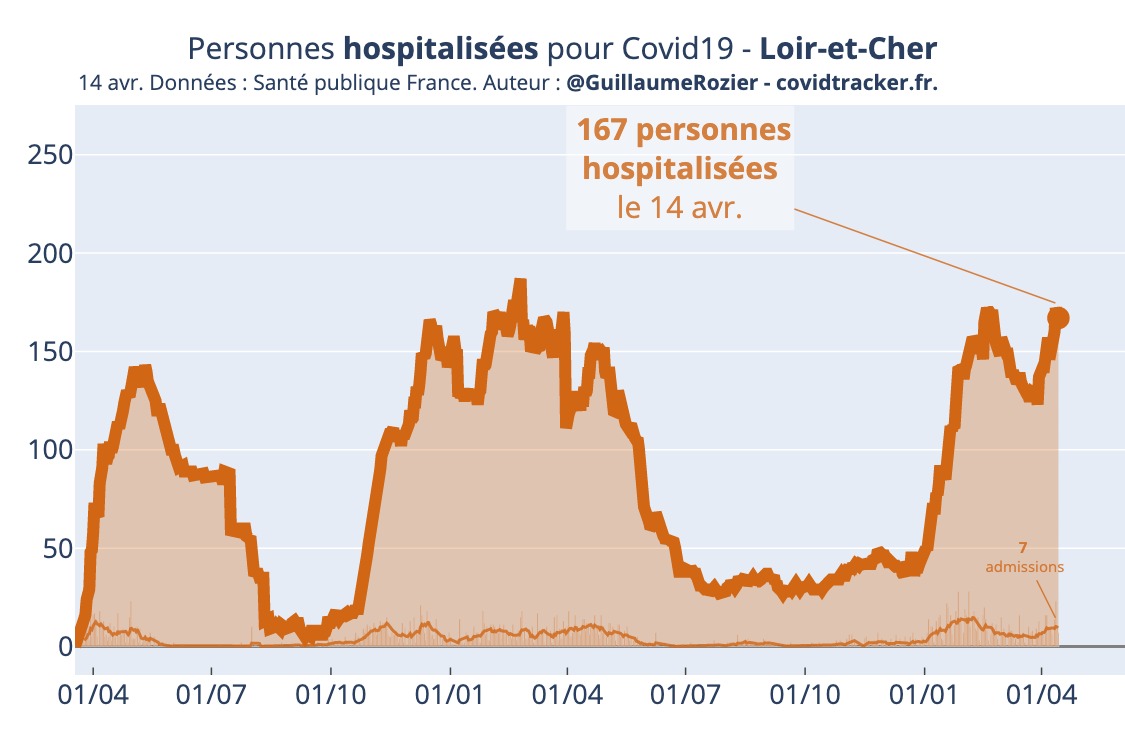 Personnes hospitalisées pour Covid19 - Loir-et-Cher
14 avr. Données : Santé publique France. Auteur : @GuillaumeRozier - covidtracker.fr.
167 personnes
hospitalisées
le 14 avr.
250
200
150
100
50
0
7
admissions
01/04
01/07
01/10
01/01
01/04
01/07
01/10
01/01
01/04